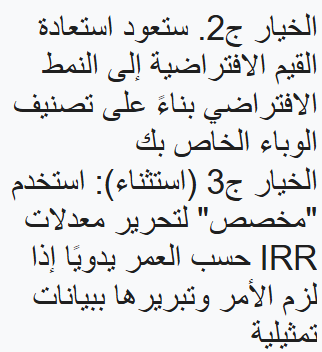 الخيار ج2. ستعود استعادة
القيم الافتراضية إلى النمط
الافتراضي بناءً على تصنيف
الوباء الخاص بك
الخيار ج3 (استثناء): استخدم
"مخصص" لتحرير معدلات
IRR حسب العمر يدويًا إذا
لزم الأمر وتبريرها ببيانات
تمثيلية